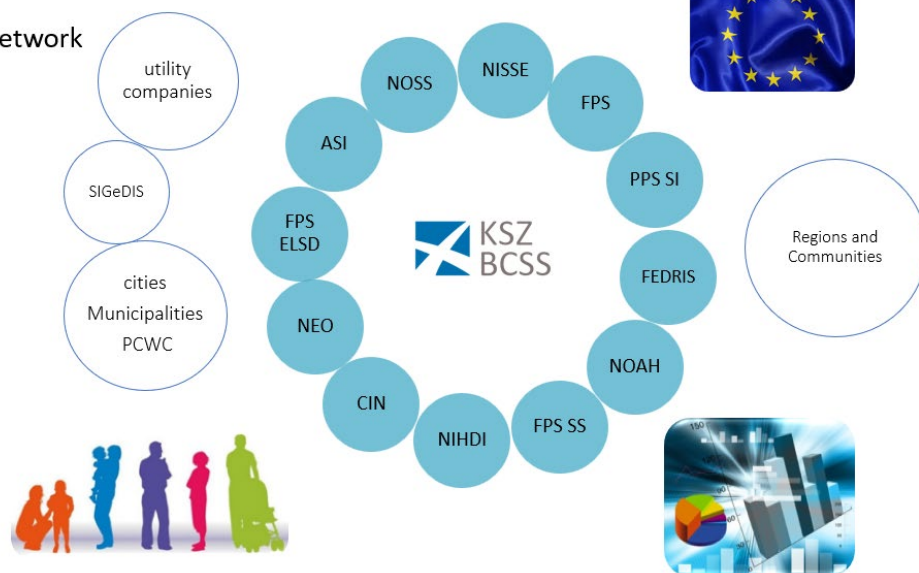 utility
companies
SIGeDIS
cities
Municipalities
PCWC
NISSE
FPS
PPS SI
FEDRIS
NOAH
FPS SS
NIHDI
CIN
NEO
FPS
ELSD
ASI
NOSS
KSZ
BCSS
Regions and
Communities
150